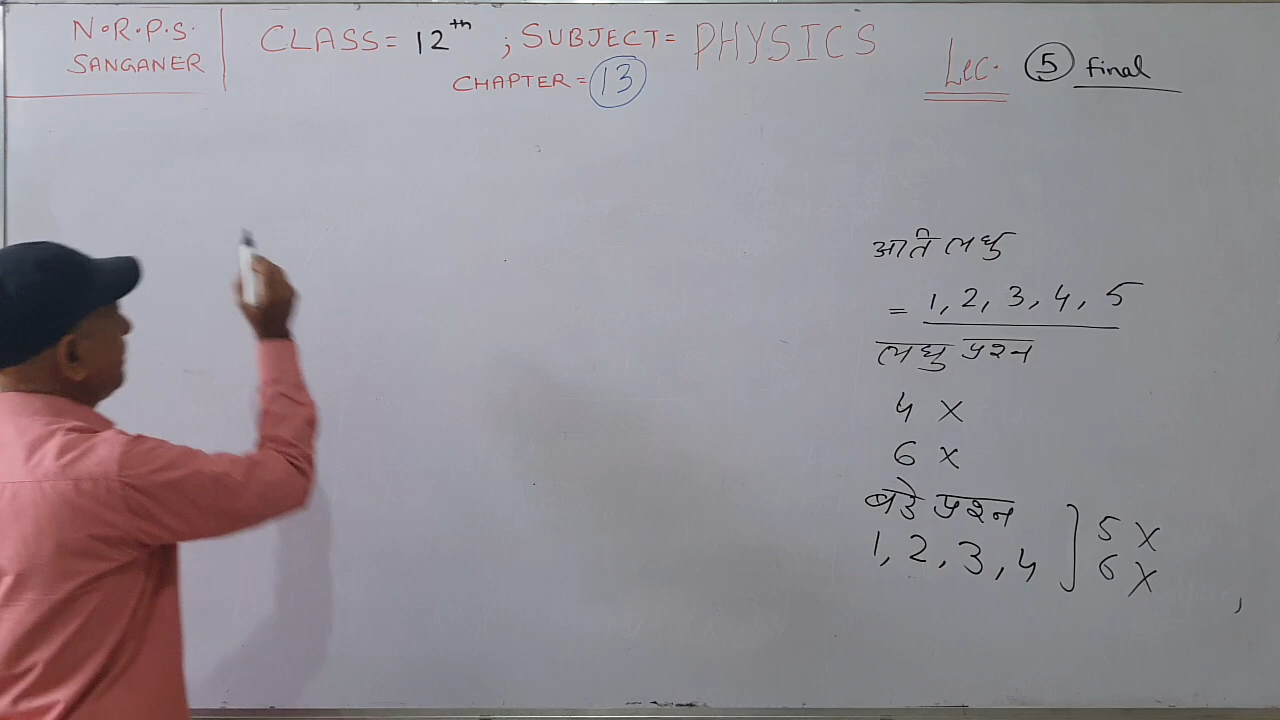 N.R.P.S.
SANGANER
CLASS = 12th ; SUBJECT = PHYSICS
CHAPTER = 13
Lec. 5 final
अति लघु
= 1, 2, 3, 4, 5
लघु प्रश्न
4 ×
6 ×
बड़े प्रश्न
1, 2, 3, 4 ] 5 ×
6 ×